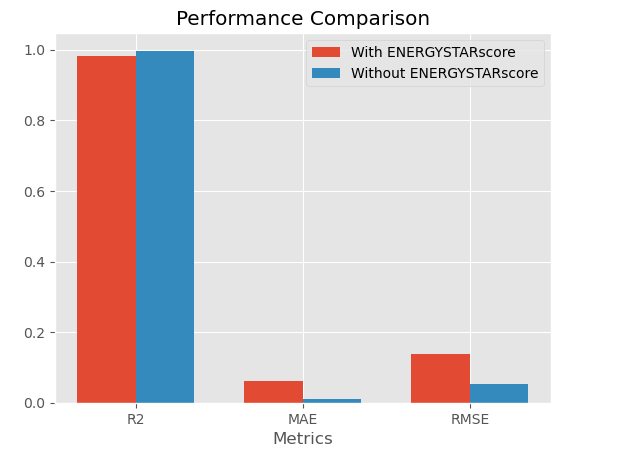 Performance Comparison
With ENERGYSTARscore
Without ENERGYSTARscore
1.0
0.8
0.6
0.4
0.2
0.0
R2 MAE RMSE
Metrics